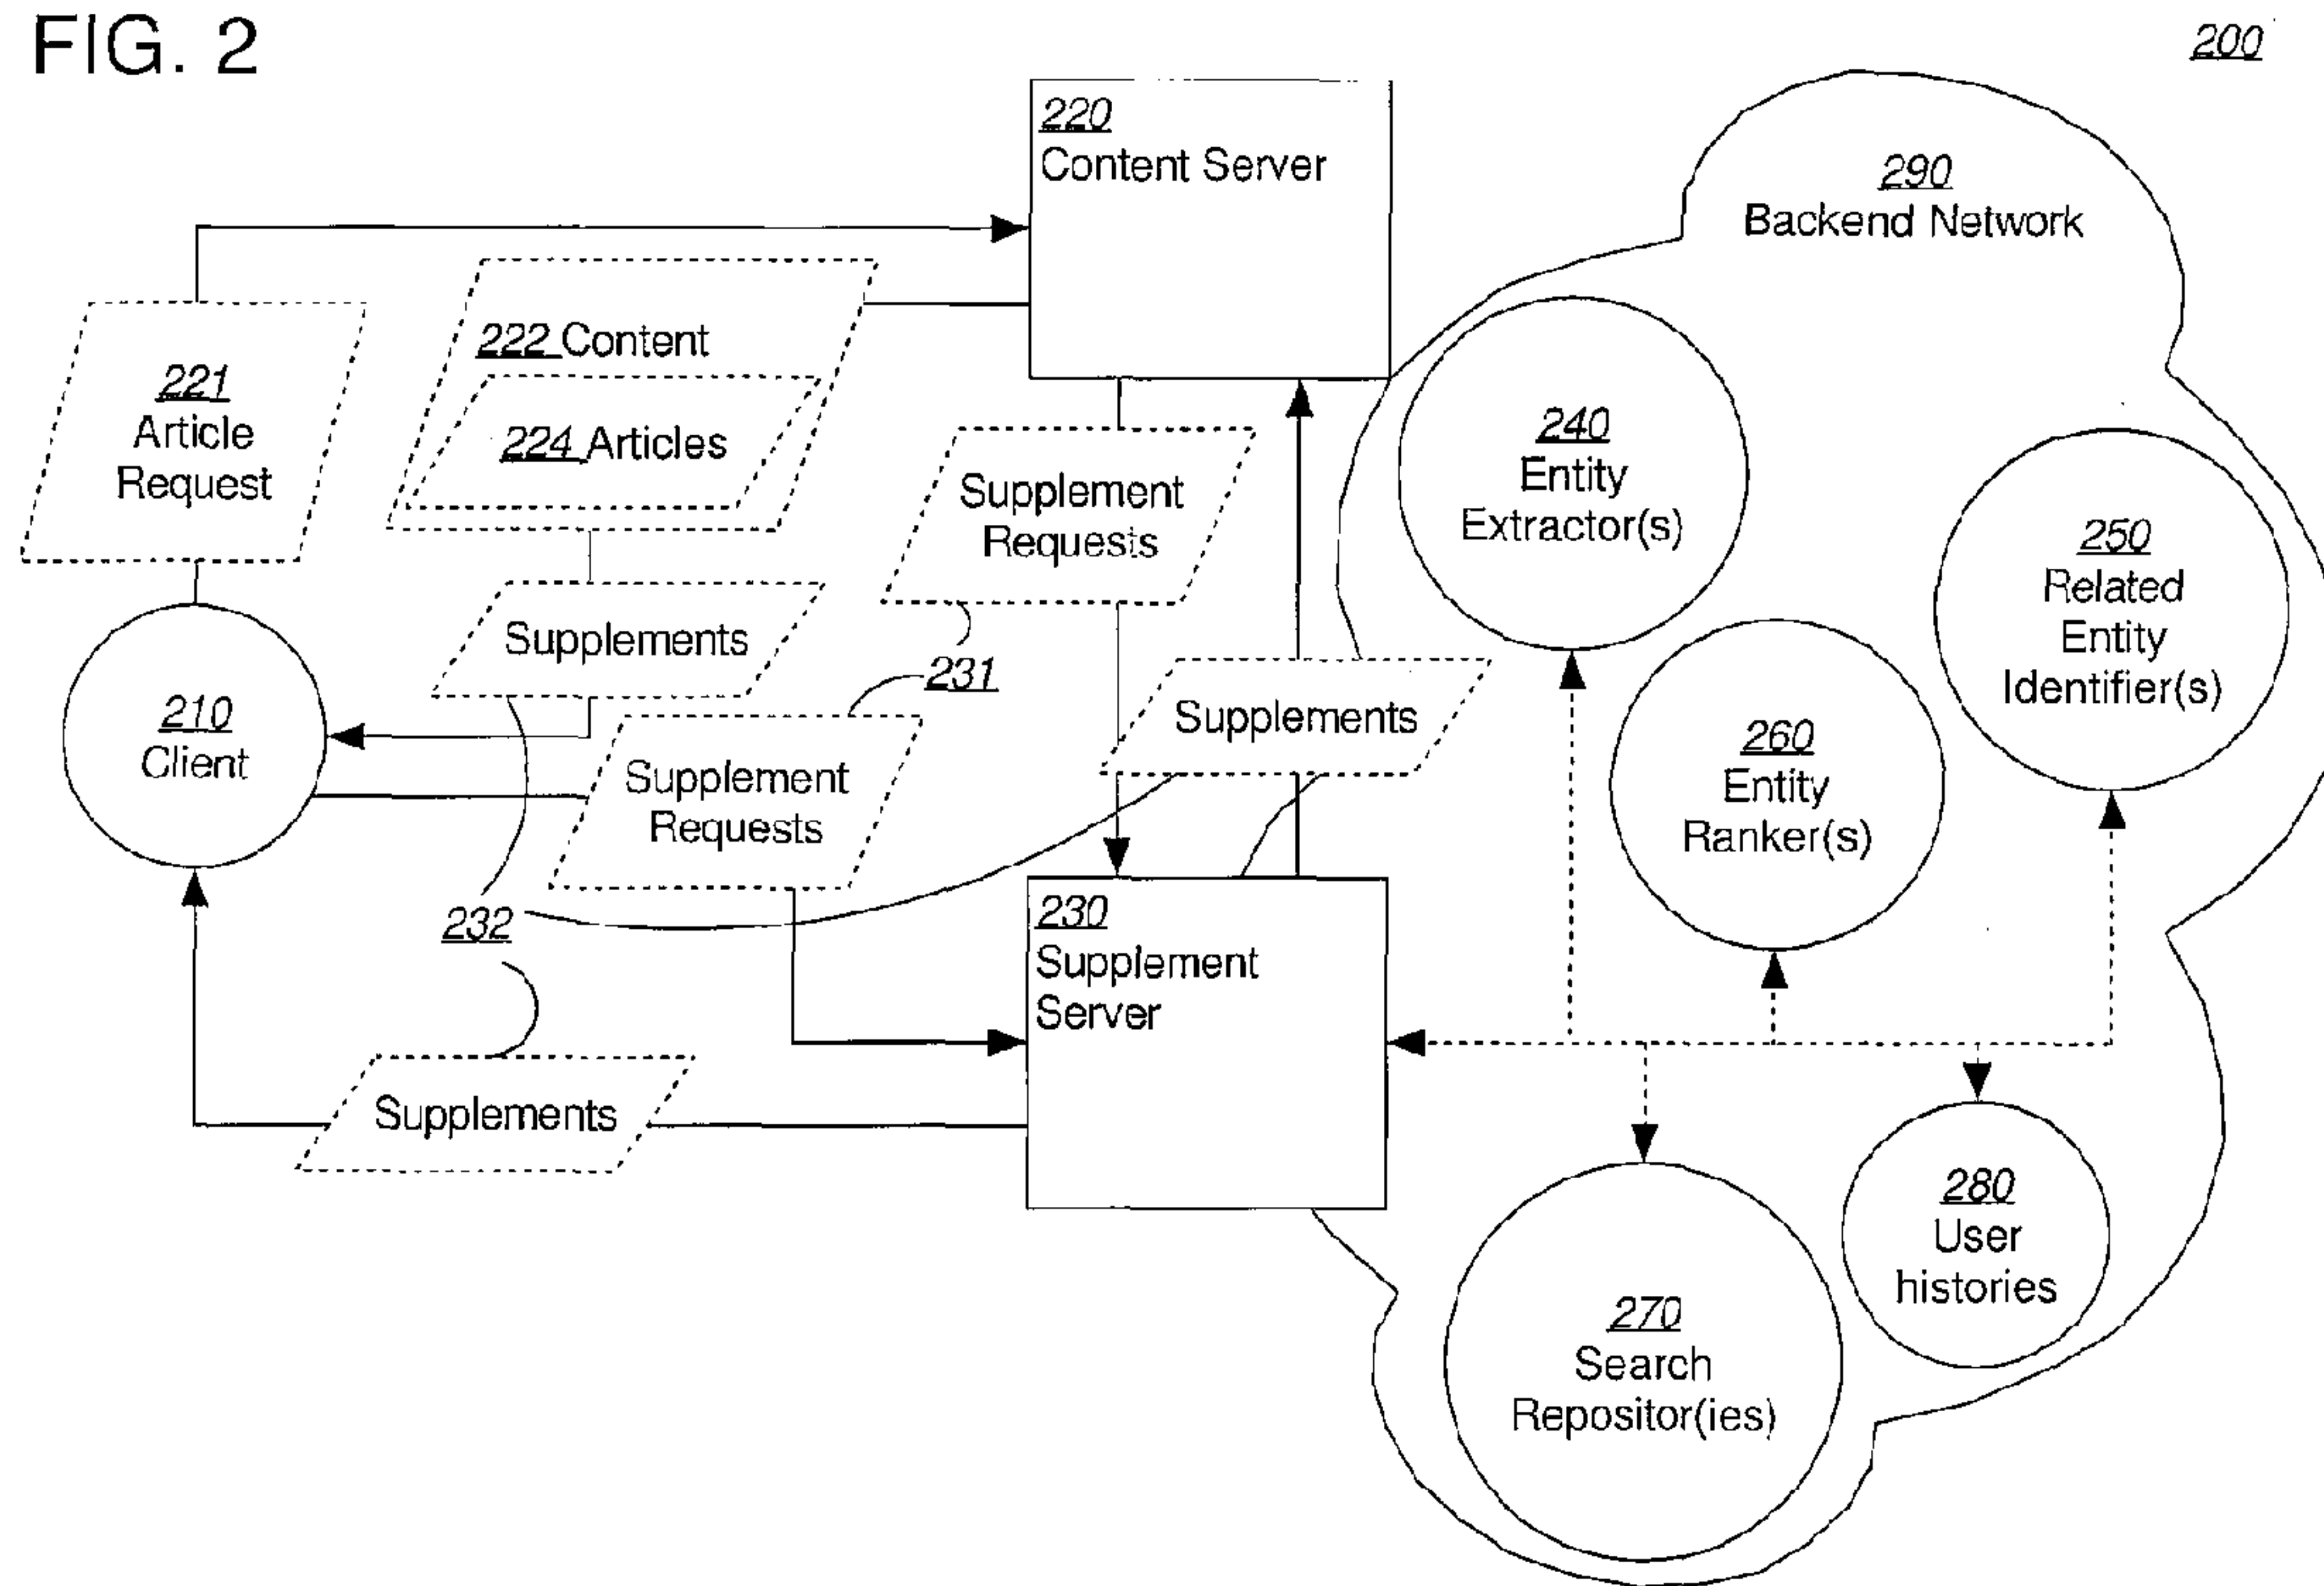 FIG. 2
200
220
Content Server
290
Backend Network
222 Content
224 Articles
221
Article
Request
Supplement
Requests
240
Entity
Extractor(s)
250
Related
Entity
Identifier(s)
Supplements
231
Supplements
210
Client
Supplement
Requests
260
Entity
Ranker(s)
232
230
Supplement
Server
Supplements
280
User
histories
270
Search
Repositor(ies)